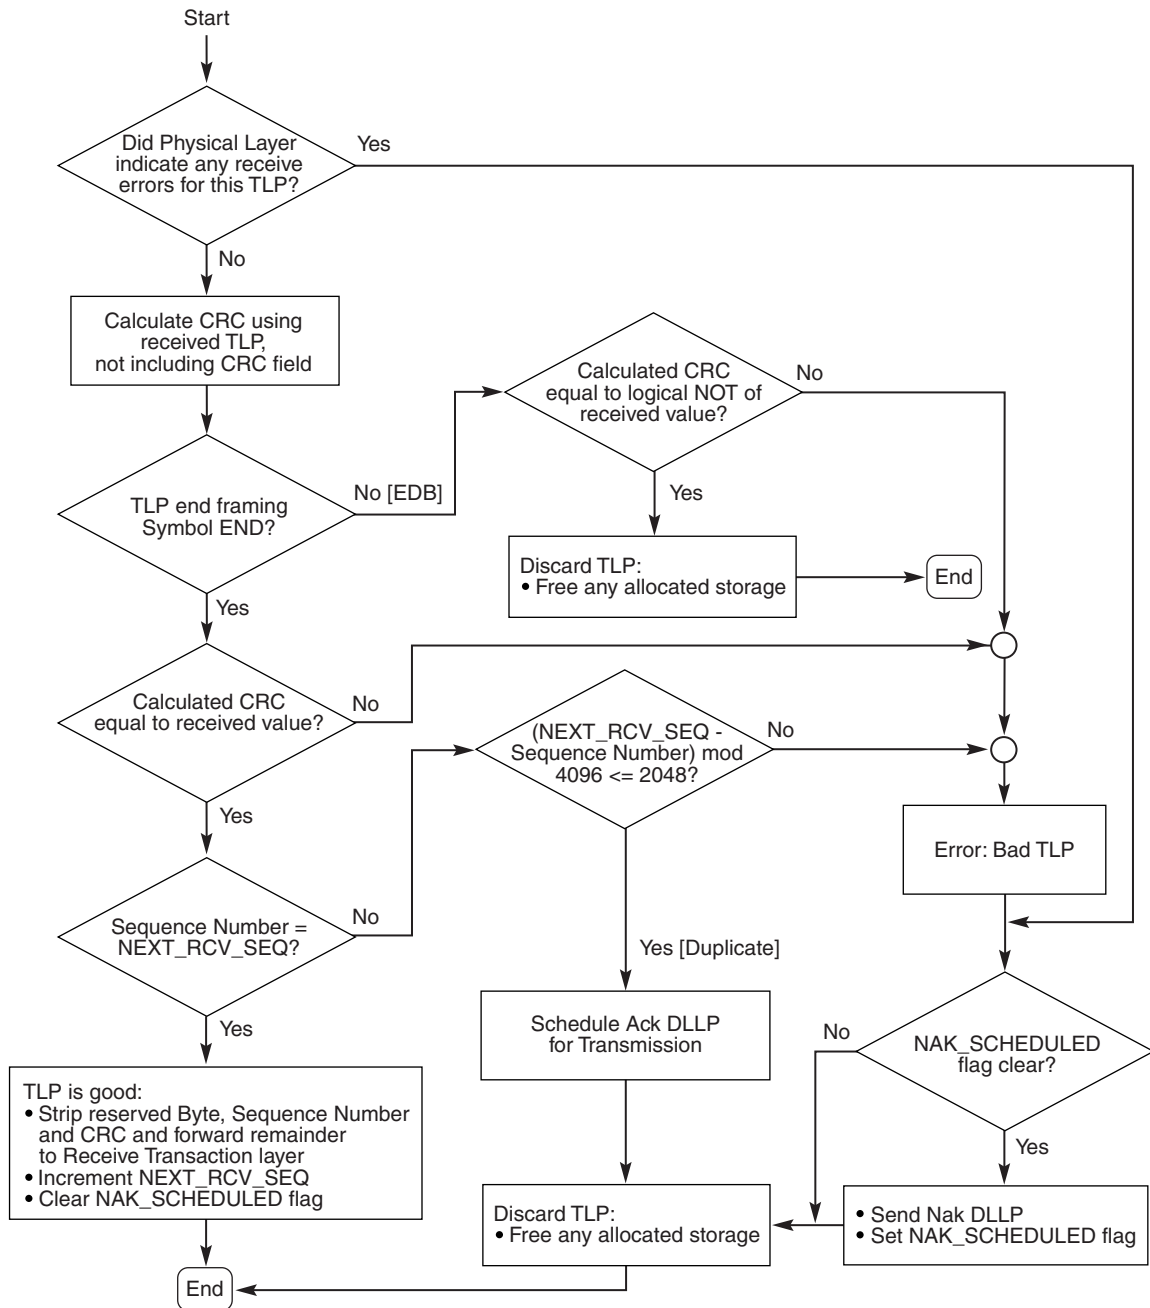 Start
Did Physical Layer
indicate any receive
errors for this TLP?
Yes
No
Calculate CRC using
received TLP,
not including CRC field
Calculated CRC
equal to logical NOT of
received value?
No
TLP end framing
Symbol END?
No [EDB]
Yes
Discard TLP:
• Free any allocated storage
End
Yes
Calculated CRC
equal to received value?
No
(NEXT_RCV_SEQ -
Sequence Number) mod
4096 <= 2048?
No
Yes
Error: Bad TLP
Sequence Number =
NEXT_RCV_SEQ?
No
Yes [Duplicate]
Yes
Schedule Ack DLLP
for Transmission
No
NAK_SCHEDULED
flag clear?
Yes
TLP is good:
• Strip reserved Byte, Sequence Number
and CRC and forward remainder
to Receive Transaction layer
• Increment NEXT_RCV_SEQ
• Clear NAK_SCHEDULED flag
Discard TLP:
• Free any allocated storage
• Send Nak DLLP
• Set NAK_SCHEDULED flag
End